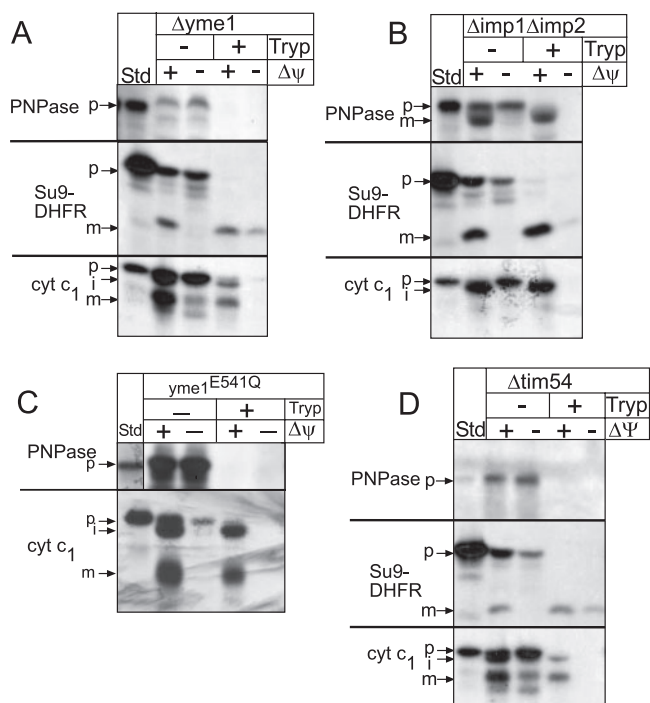 A
Δyme1
- + Tryp
Std + - + - Δψ
PNPase p
Su9-
DHFR
p
m
cyt c1
p
i
m
B
Δimp1Δimp2
- + Tryp
Std + - + - Δψ
PNPase
p
m
Su9-
DHFR
p
m
cyt c1
p
i
C
yme1E541Q
— + Tryp
Std + — + — Δψ
PNPase
p
cyt c1
p
i
m
D
Δtim54
- + Tryp
Std + - + - ΔΨ
PNPase p
Su9-
DHFR
p
m
cyt c1
p
i
m